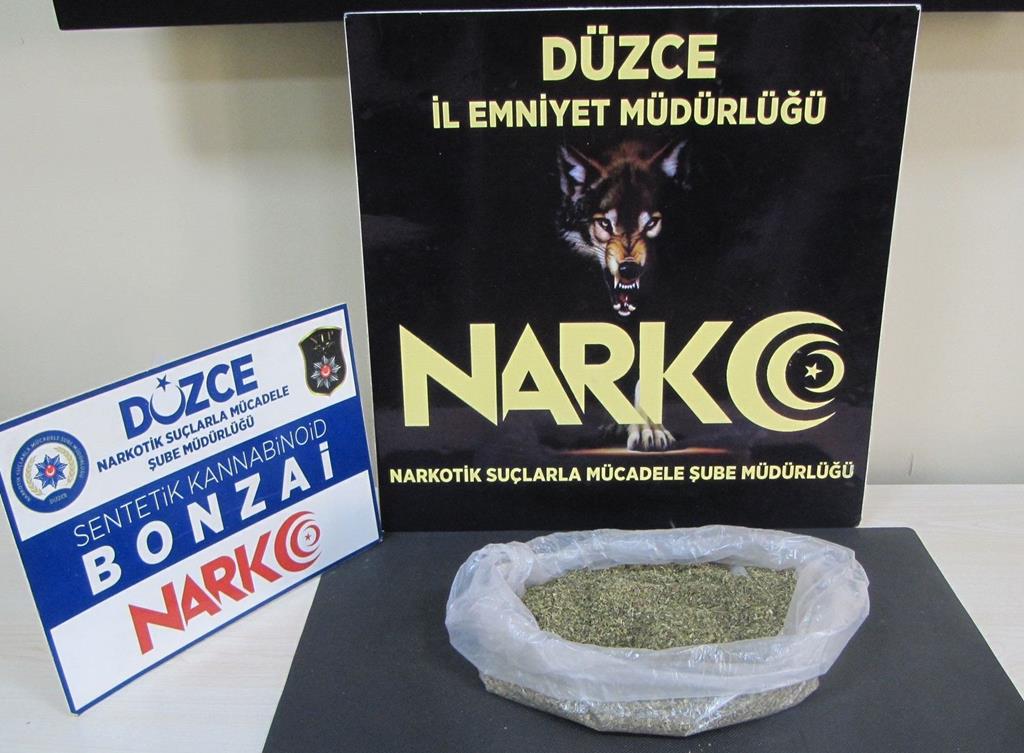 DÜZCE
İL EMNİYET MÜDÜRLÜĞÜ
NARKO
NARKOTİK SUÇLARLA MÜCADELE ŞUBE MÜDÜRLÜĞÜ
DÜZCE
NARKOTİK SUÇLARLA MÜCADELE
ŞUBE MÜDÜRLÜĞÜ
SENTETİK KANNABİNOİD
BONZAİ
NARKO